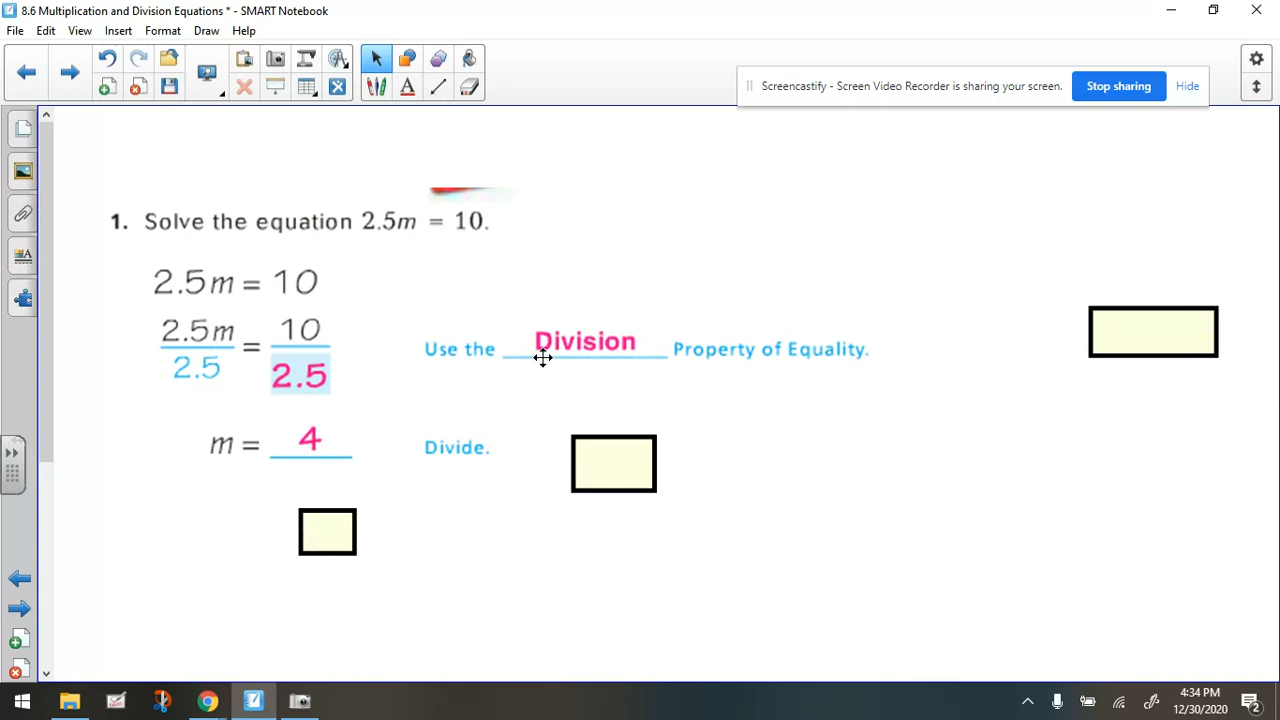 8.6 Multiplication and Division Equations * - SMART Notebook
File Edit View Insert Format Draw Help
Screencastify - Screen Video Recorder is sharing your screen. Stop sharing Hide
1. Solve the equation 2.5m = 10.
2.5m = 10
2.5m/2.5 = 10/2.5 Use the Division Property of Equality.
m = 4 Divide.
4:34 PM
12/30/2020
2